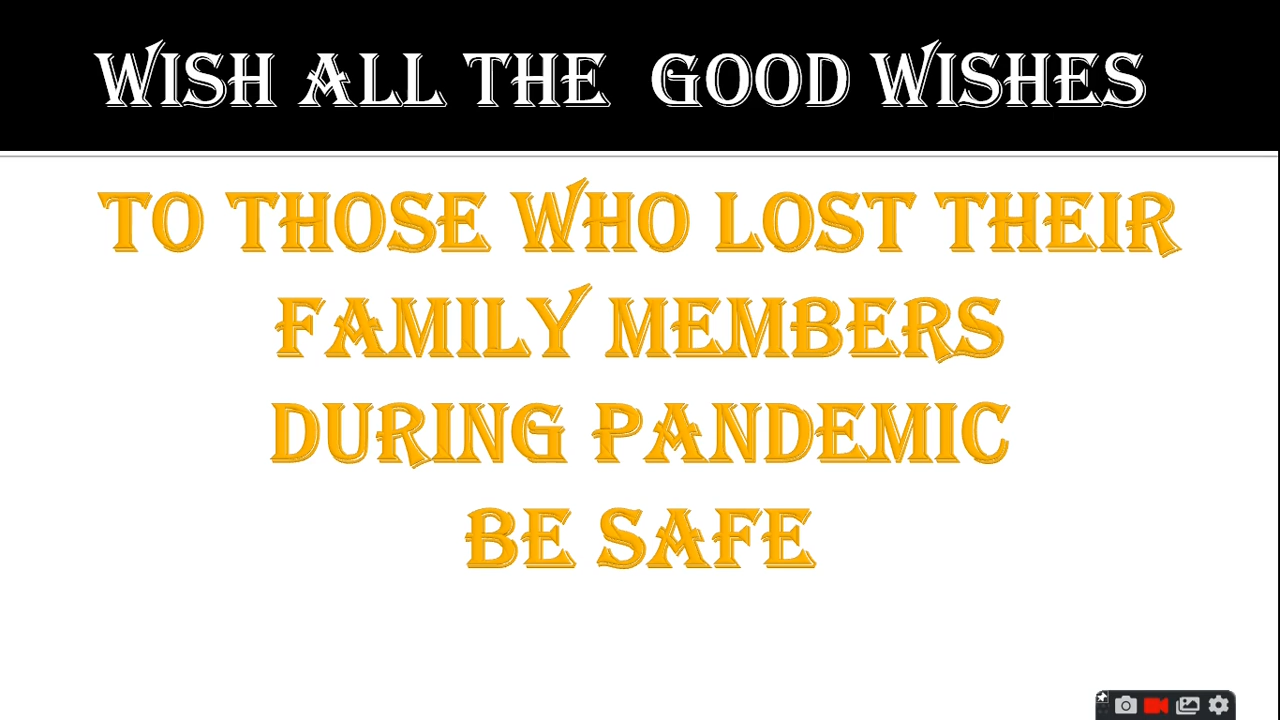 WISH ALL THE GOOD WISHES
TO THOSE WHO LOST THEIR
FAMILY MEMBERS
DURING PANDEMIC
BE SAFE